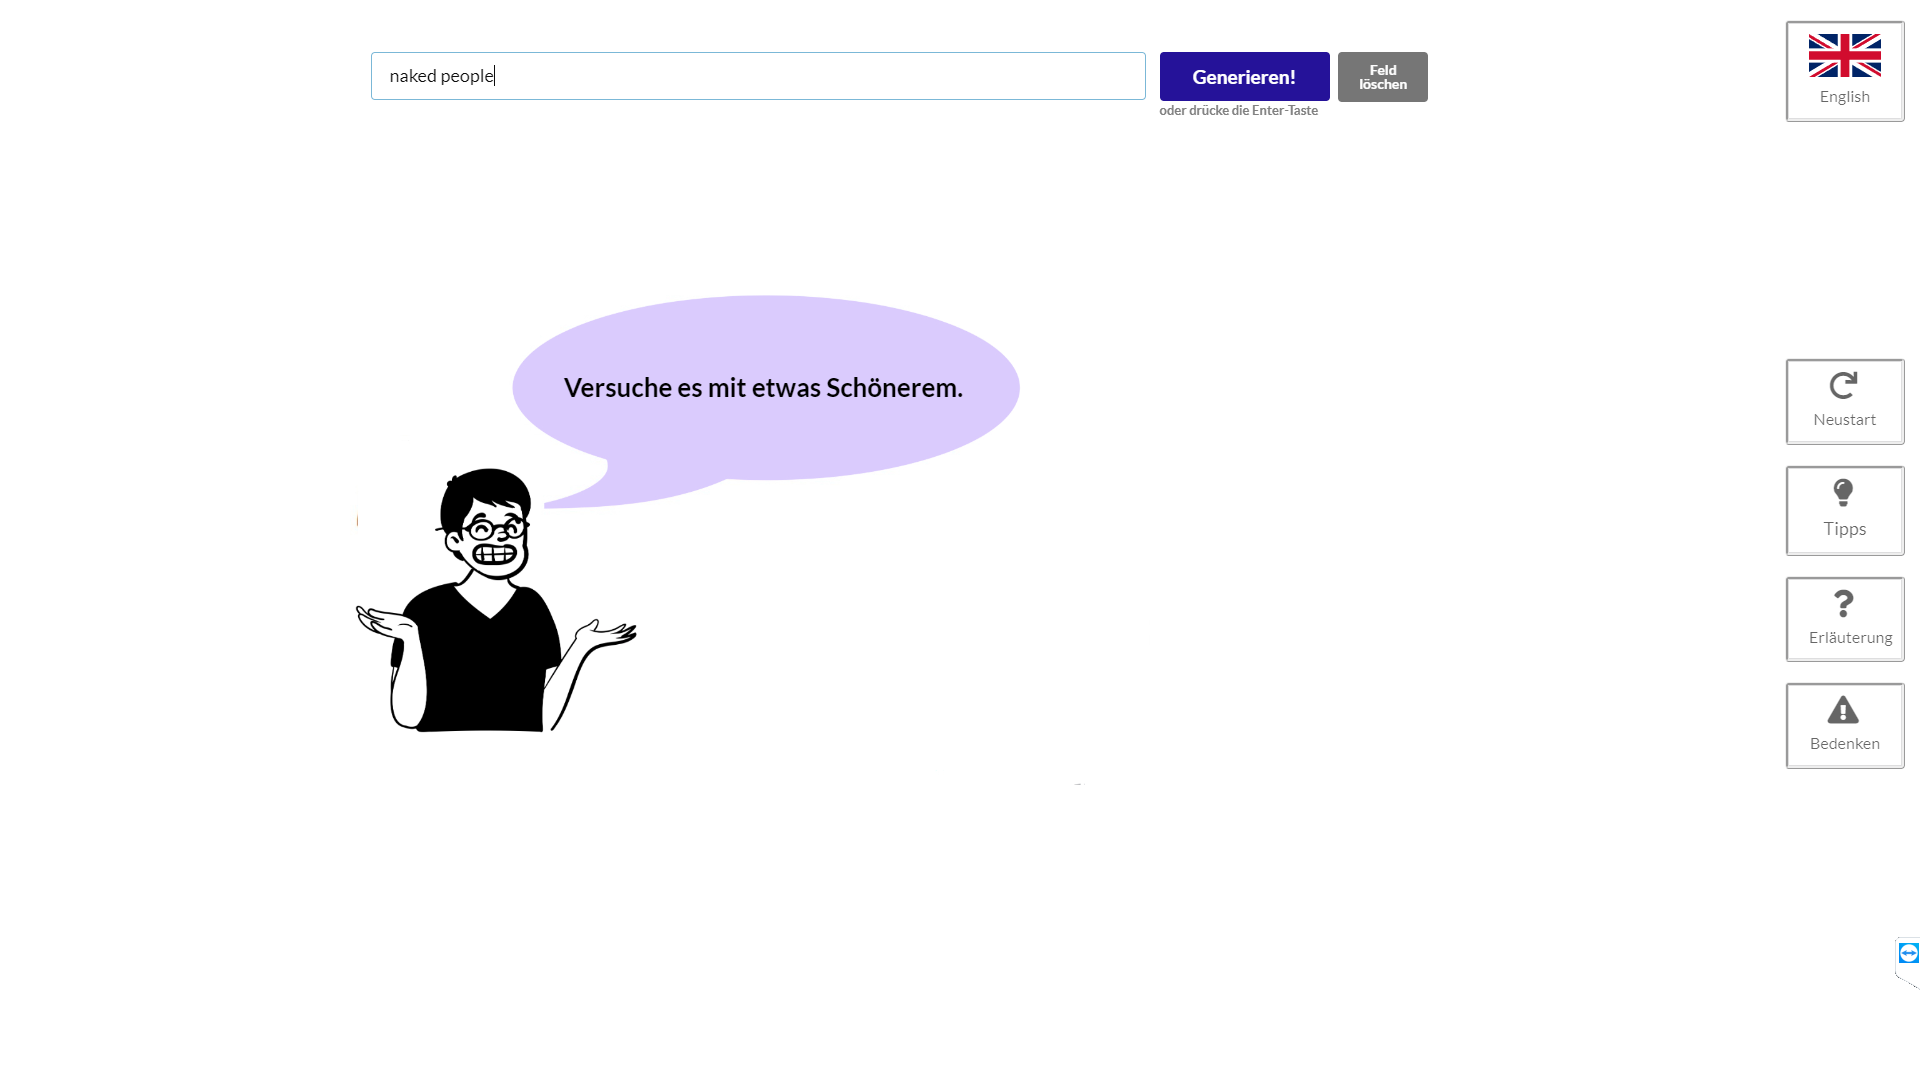 naked people
Generieren!
Feld
löschen
oder drücke die Enter-Taste
English
Versuche es mit etwas Schönerem.
Neustart
Tipps
Erläuterung
Bedenken